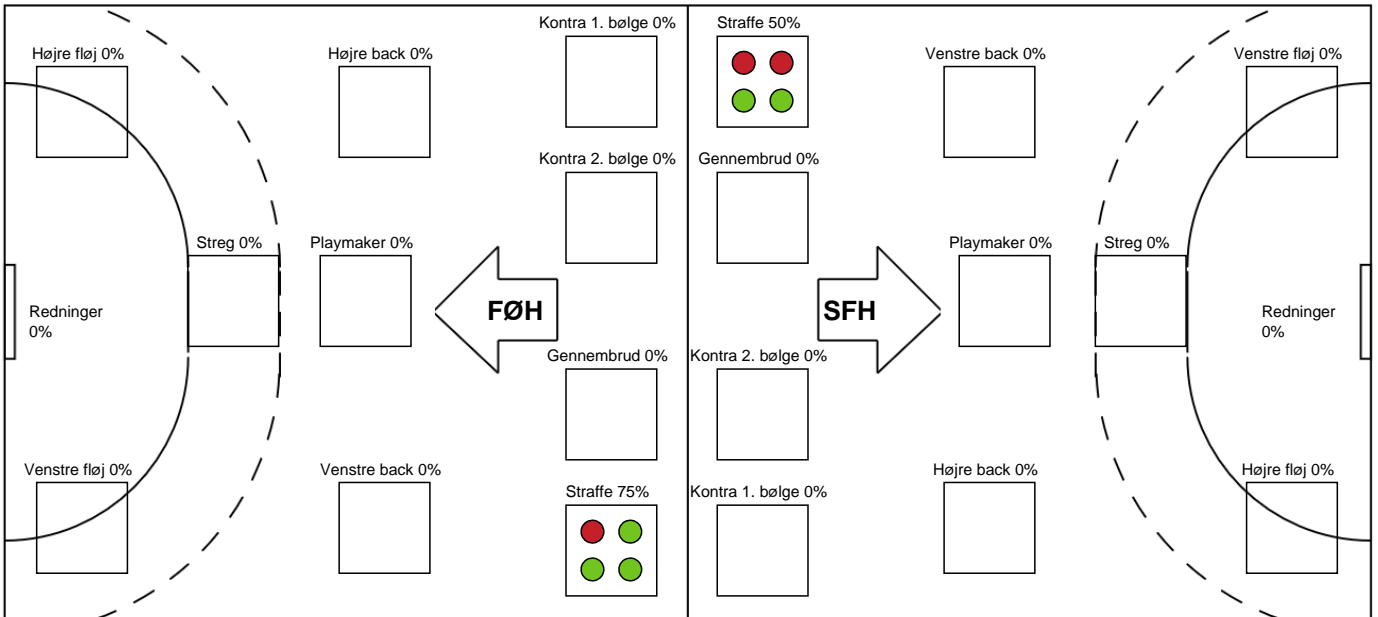 Kontra 1. bølge 0%
Straffe 50%
Højre fløj 0%
Højre back 0%
Venstre back 0%
Venstre fløj 0%
Kontra 2. bølge 0%
Gennembrud 0%
Streg 0%
Playmaker 0%
Playmaker 0%
Streg 0%
Redninger
0%
FØH
SFH
Redninger
0%
Gennembrud 0%
Kontra 2. bølge 0%
Venstre fløj 0%
Venstre back 0%
Højre back 0%
Højre fløj 0%
Straffe 75%
Kontra 1. bølge 0%